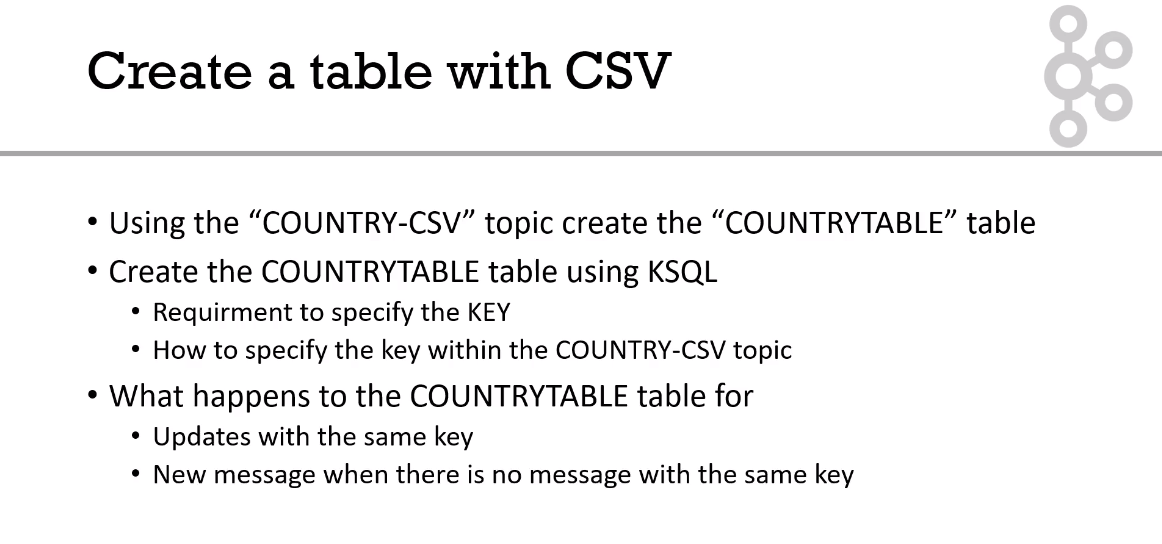 Create a table with CSV
• Using the “COUNTRY-CSV” topic create the “COUNTRYTABLE” table
• Create the COUNTRYTABLE table using KSQL
• Requirment to specify the KEY
• How to specify the key within the COUNTRY-CSV topic
• What happens to the COUNTRYTABLE table for
• Updates with the same key
• New message when there is no message with the same key